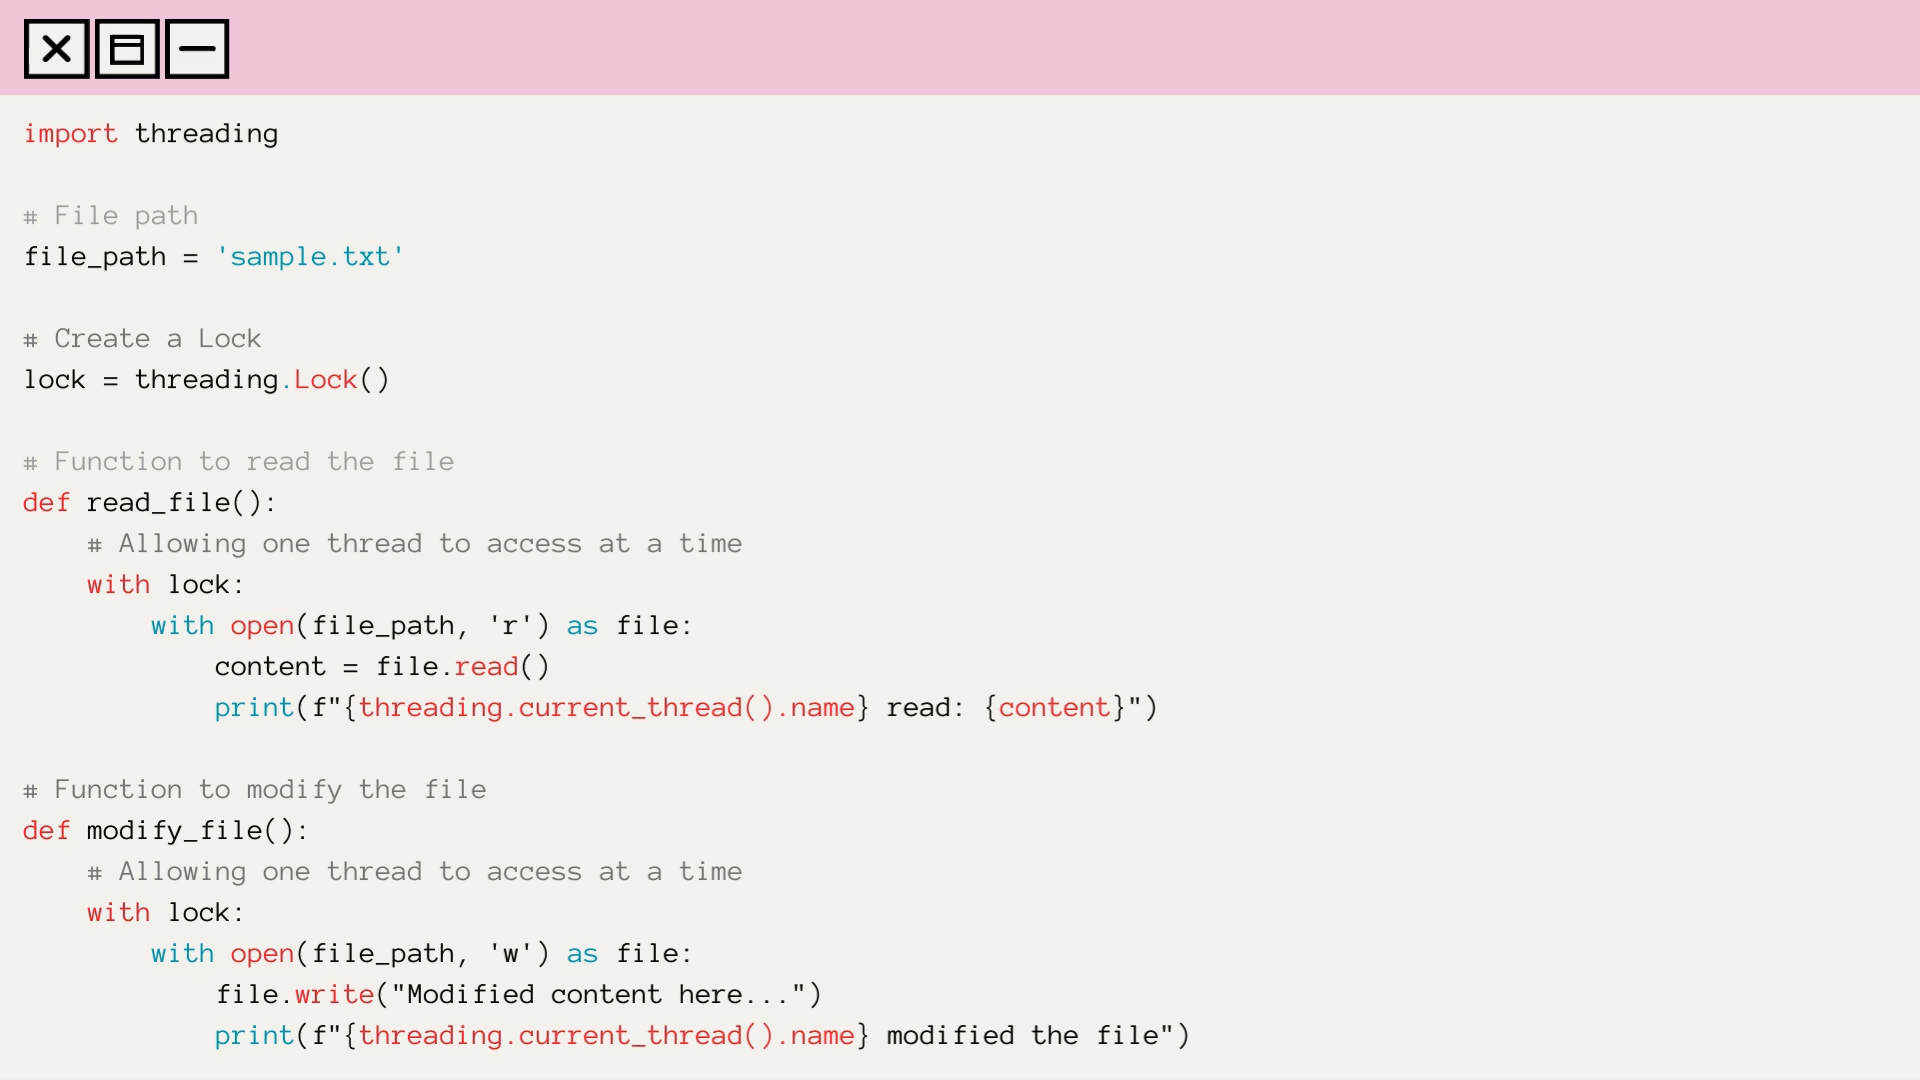 import threading

# File path
file_path = 'sample.txt'

# Create a Lock
lock = threading.Lock()

# Function to read the file
def read_file():
    # Allowing one thread to access at a time
    with lock:
        with open(file_path, 'r') as file:
            content = file.read()
            print(f"{threading.current_thread().name} read: {content}")

# Function to modify the file
def modify_file():
    # Allowing one thread to access at a time
    with lock:
        with open(file_path, 'w') as file:
            file.write("Modified content here...")
            print(f"{threading.current_thread().name} modified the file")